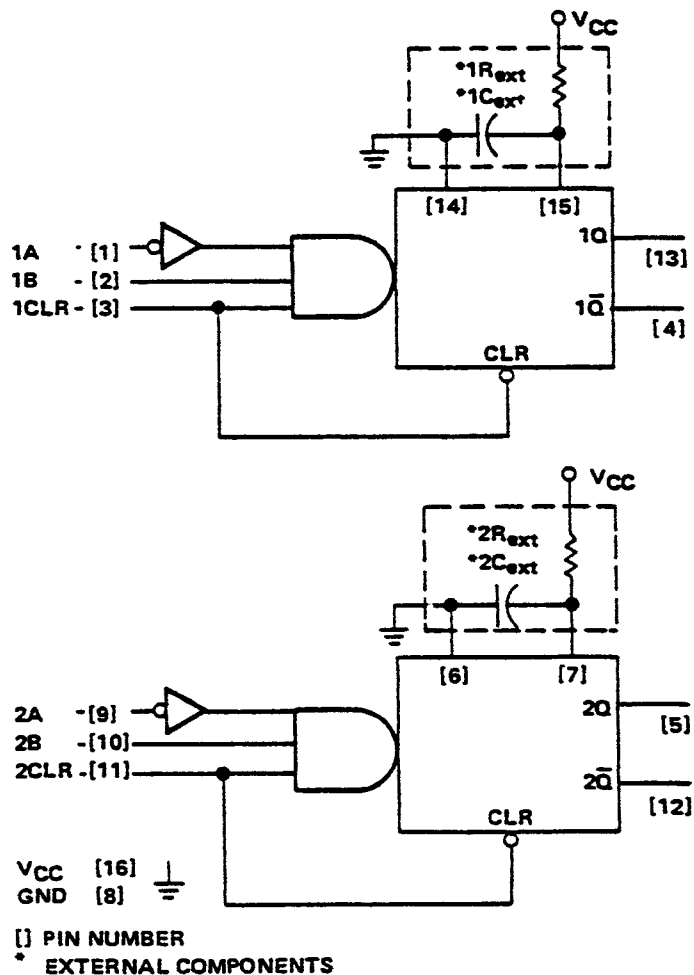 VCC
*1Rext
*1Cext
[14] [15]
1A - [1]
1B - [2]
1CLR - [3]
1Q
[13]
1Q̅
[4]
CLR
VCC
*2Rext
*2Cext
[6] [7]
2A - [9]
2B - [10]
2CLR - [11]
2Q
[5]
2Q̅
[12]
CLR
VCC [16]
GND [8]
[] PIN NUMBER
* EXTERNAL COMPONENTS